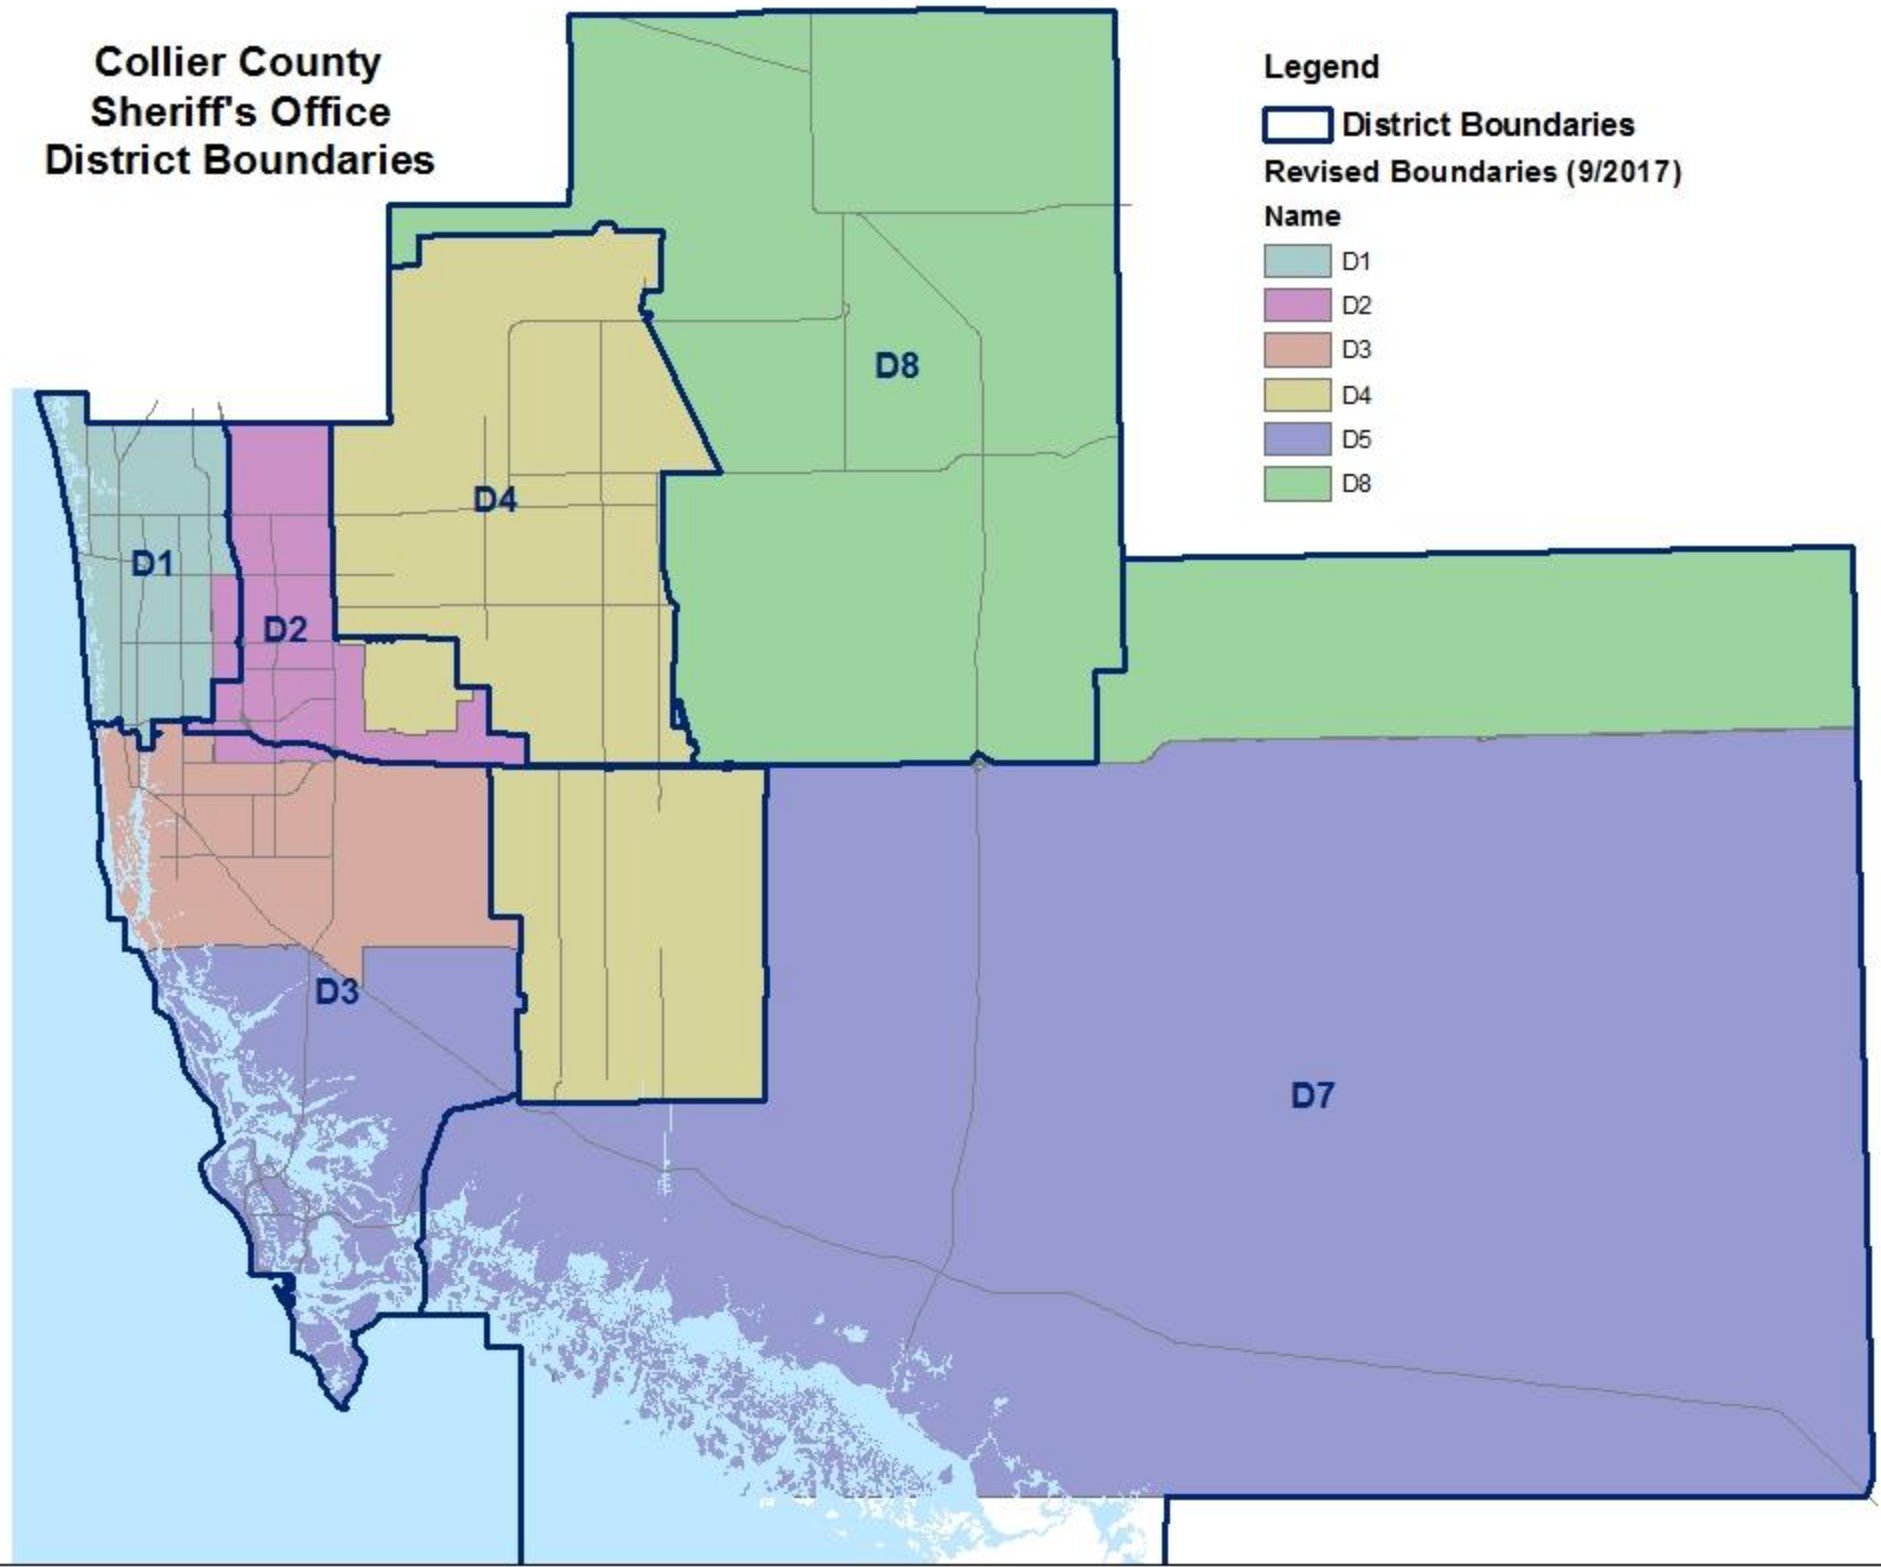 Collier County
Sheriff's Office
District Boundaries
Legend
District Boundaries
Revised Boundaries (9/2017)
Name
D1
D2
D3
D4
D5
D8
D8
D4
D1
D2
D3
D7